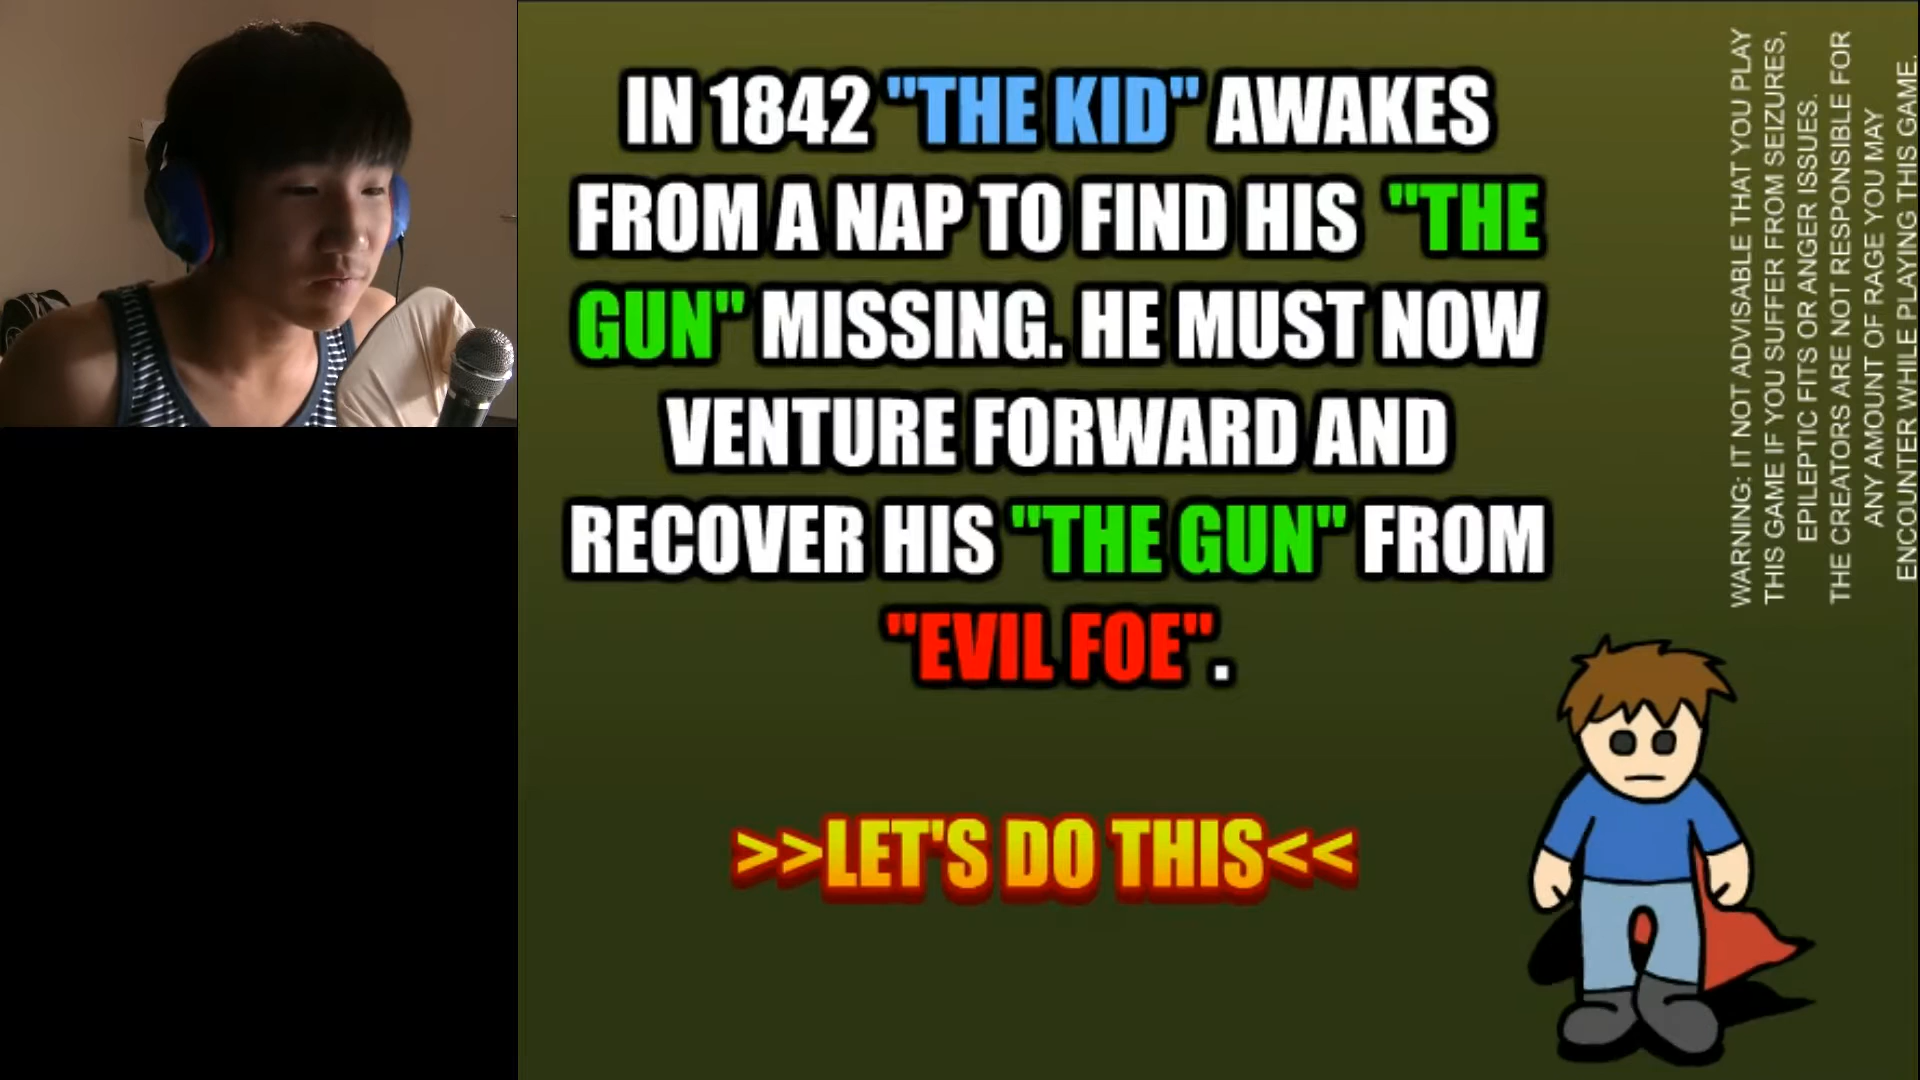 IN 1842 "THE KID" AWAKES
FROM A NAP TO FIND HIS "THE
GUN" MISSING. HE MUST NOW
VENTURE FORWARD AND
RECOVER HIS "THE GUN" FROM
"EVIL FOE".
>>LET'S DO THIS<<
WARNING: IT NOT ADVISABLE THAT YOU PLAY
THIS GAME IF YOU SUFFER FROM SEIZURES,
EPILEPTIC FITS OR ANGER ISSUES.
THE CREATORS ARE NOT RESPONSIBLE FOR
ANY AMOUNT OF RAGE YOU MAY
ENCOUNTER WHILE PLAYING THIS GAME.